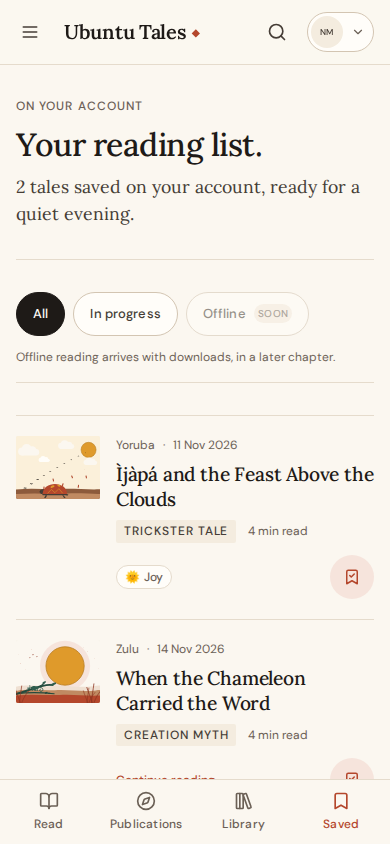 Ubuntu Tales
NM
ON YOUR ACCOUNT
Your reading list.
2 tales saved on your account, ready for a
quiet evening.
All
In progress
Offline SOON
Offline reading arrives with downloads, in a later chapter.
Yoruba · 11 Nov 2026
Ìjàpá and the Feast Above the
Clouds
TRICKSTER TALE 4 min read
🌞 Joy
Zulu · 14 Nov 2026
When the Chameleon
Carried the Word
CREATION MYTH 4 min read
Continue reading
Read
Publications
Library
Saved